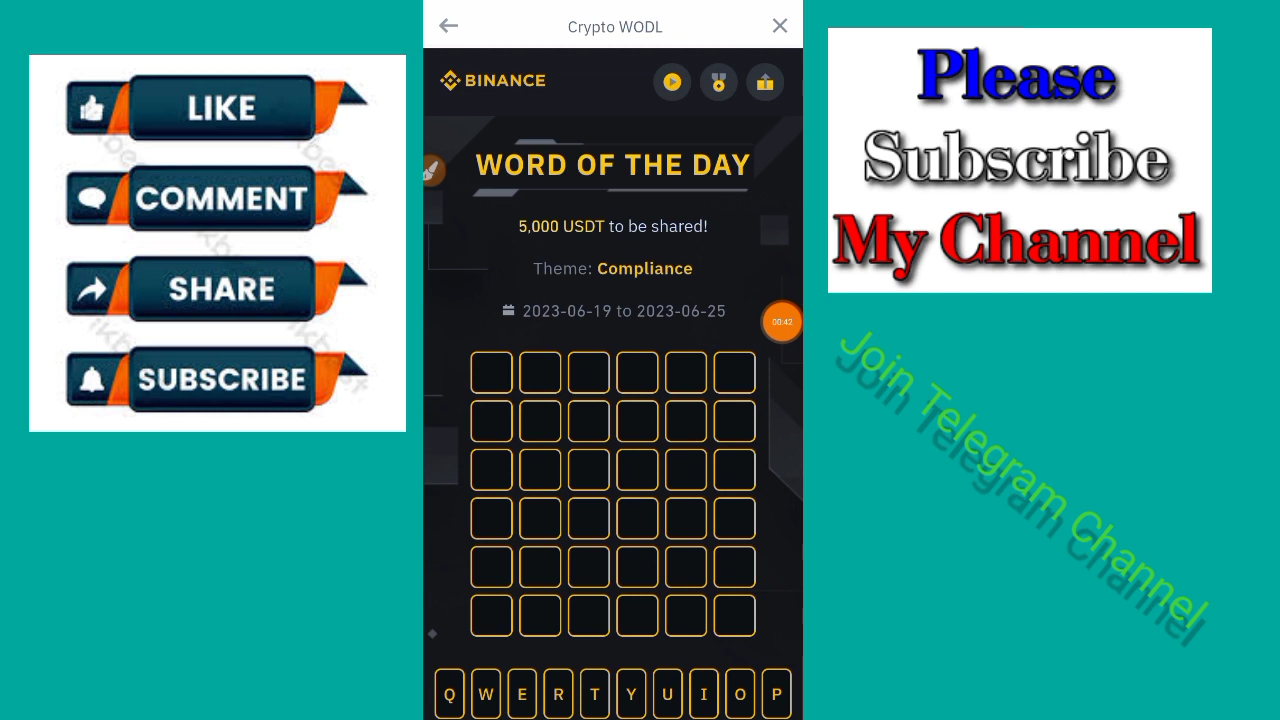 LIKE
COMMENT
SHARE
SUBSCRIBE
Crypto WODL
BINANCE
WORD OF THE DAY
5,000 USDT to be shared!
Theme: Compliance
2023-06-19 to 2023-06-25
00:42
Q W E R T Y U I O P
Please
Subscribe
My Channel
Join Telegram Channel